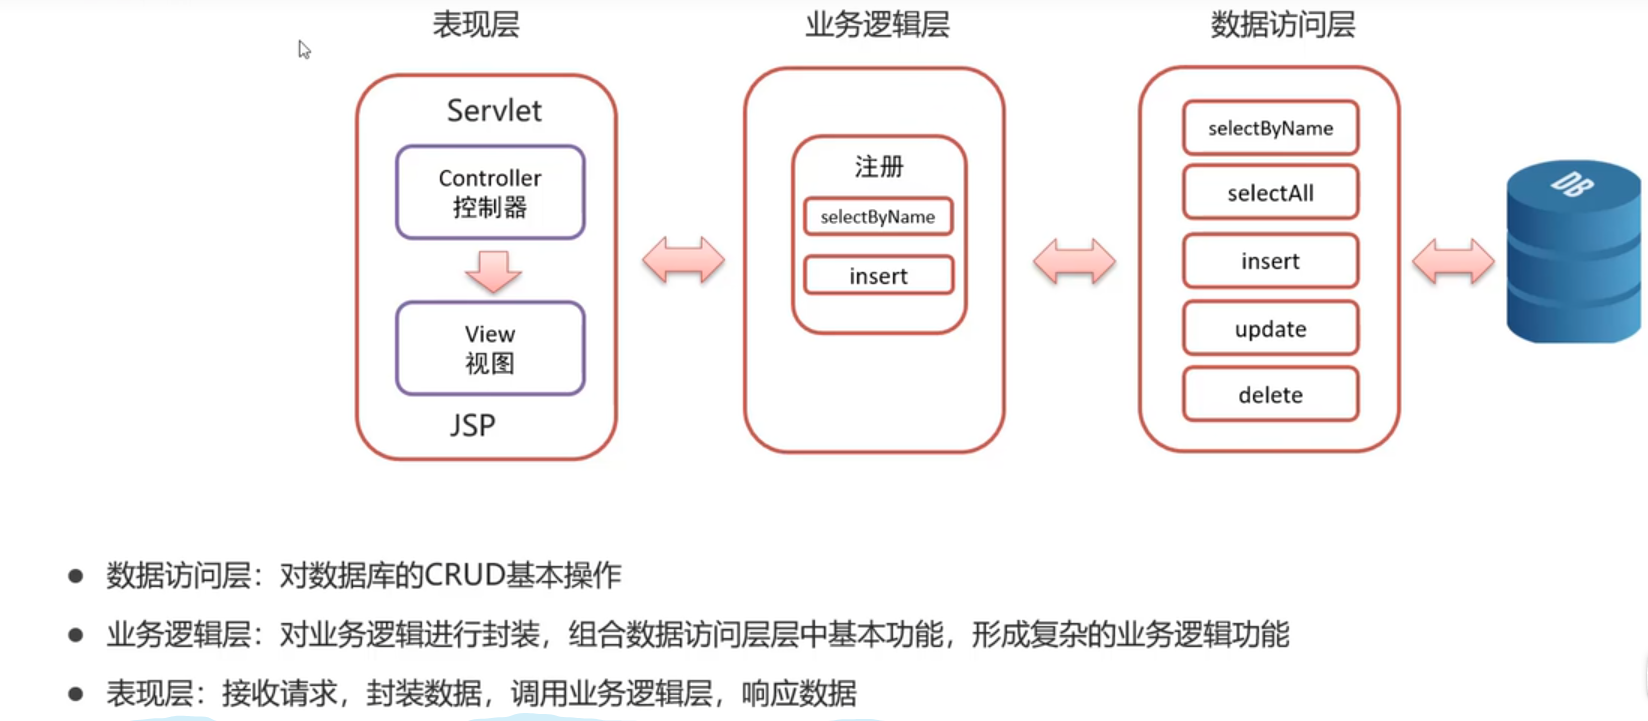 表现层
业务逻辑层
数据访问层
Servlet
Controller
控制器
View
视图
JSP
注册
selectByName
insert
selectByName
selectAll
insert
update
delete
DB
● 数据访问层：对数据库的CRUD基本操作
● 业务逻辑层：对业务逻辑进行封装，组合数据访问层层中基本功能，形成复杂的业务逻辑功能
● 表现层：接收请求，封装数据，调用业务逻辑层，响应数据